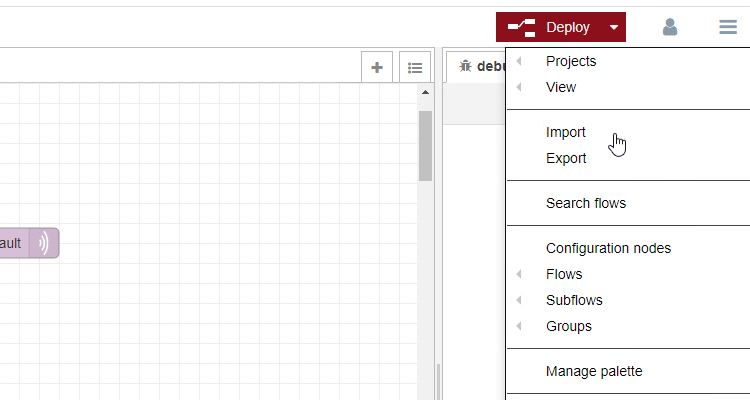 Deploy
debu
Projects
View
Import
Export
Search flows
ault
Configuration nodes
Flows
Subflows
Groups
Manage palette